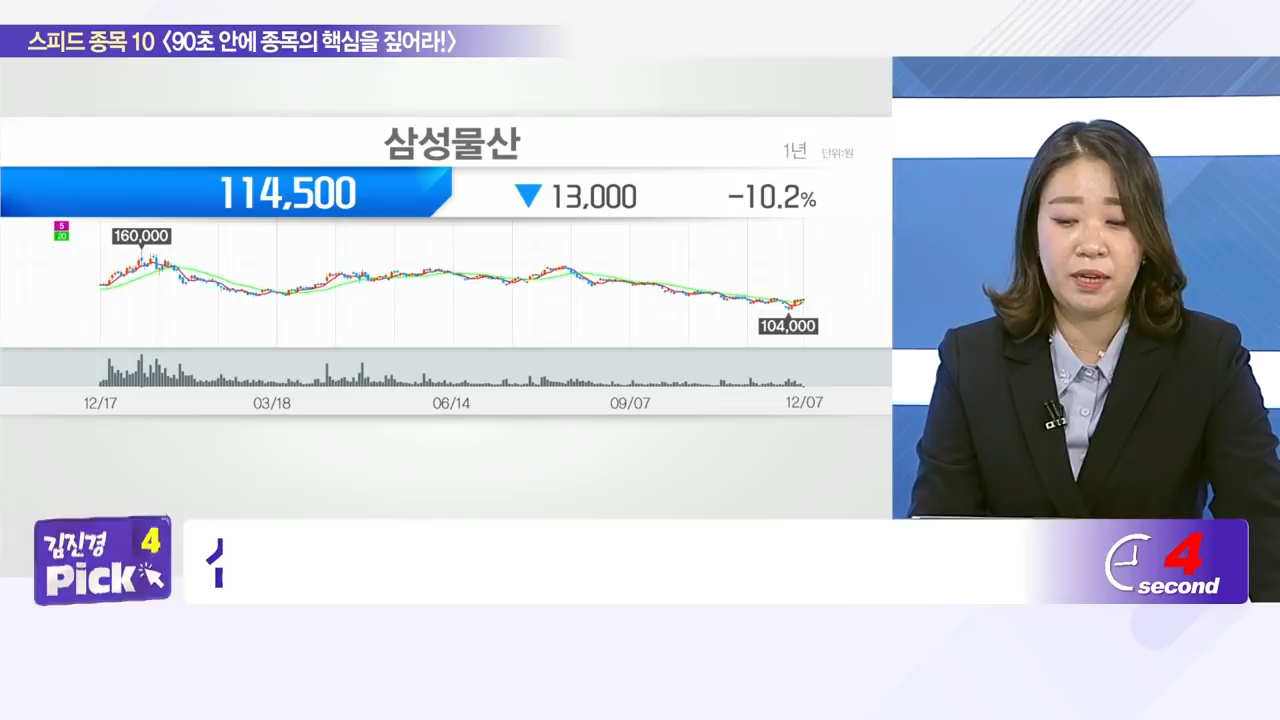 스피드 종목 10 〈90초 안에 종목의 핵심을 짚어라!〉
삼성물산
1년 단위:원
114,500 ▼ 13,000 -10.2%
5
20
160,000
104,000
12/17 03/18 06/14 09/07 12/07
김진경 4
Pick
4
second